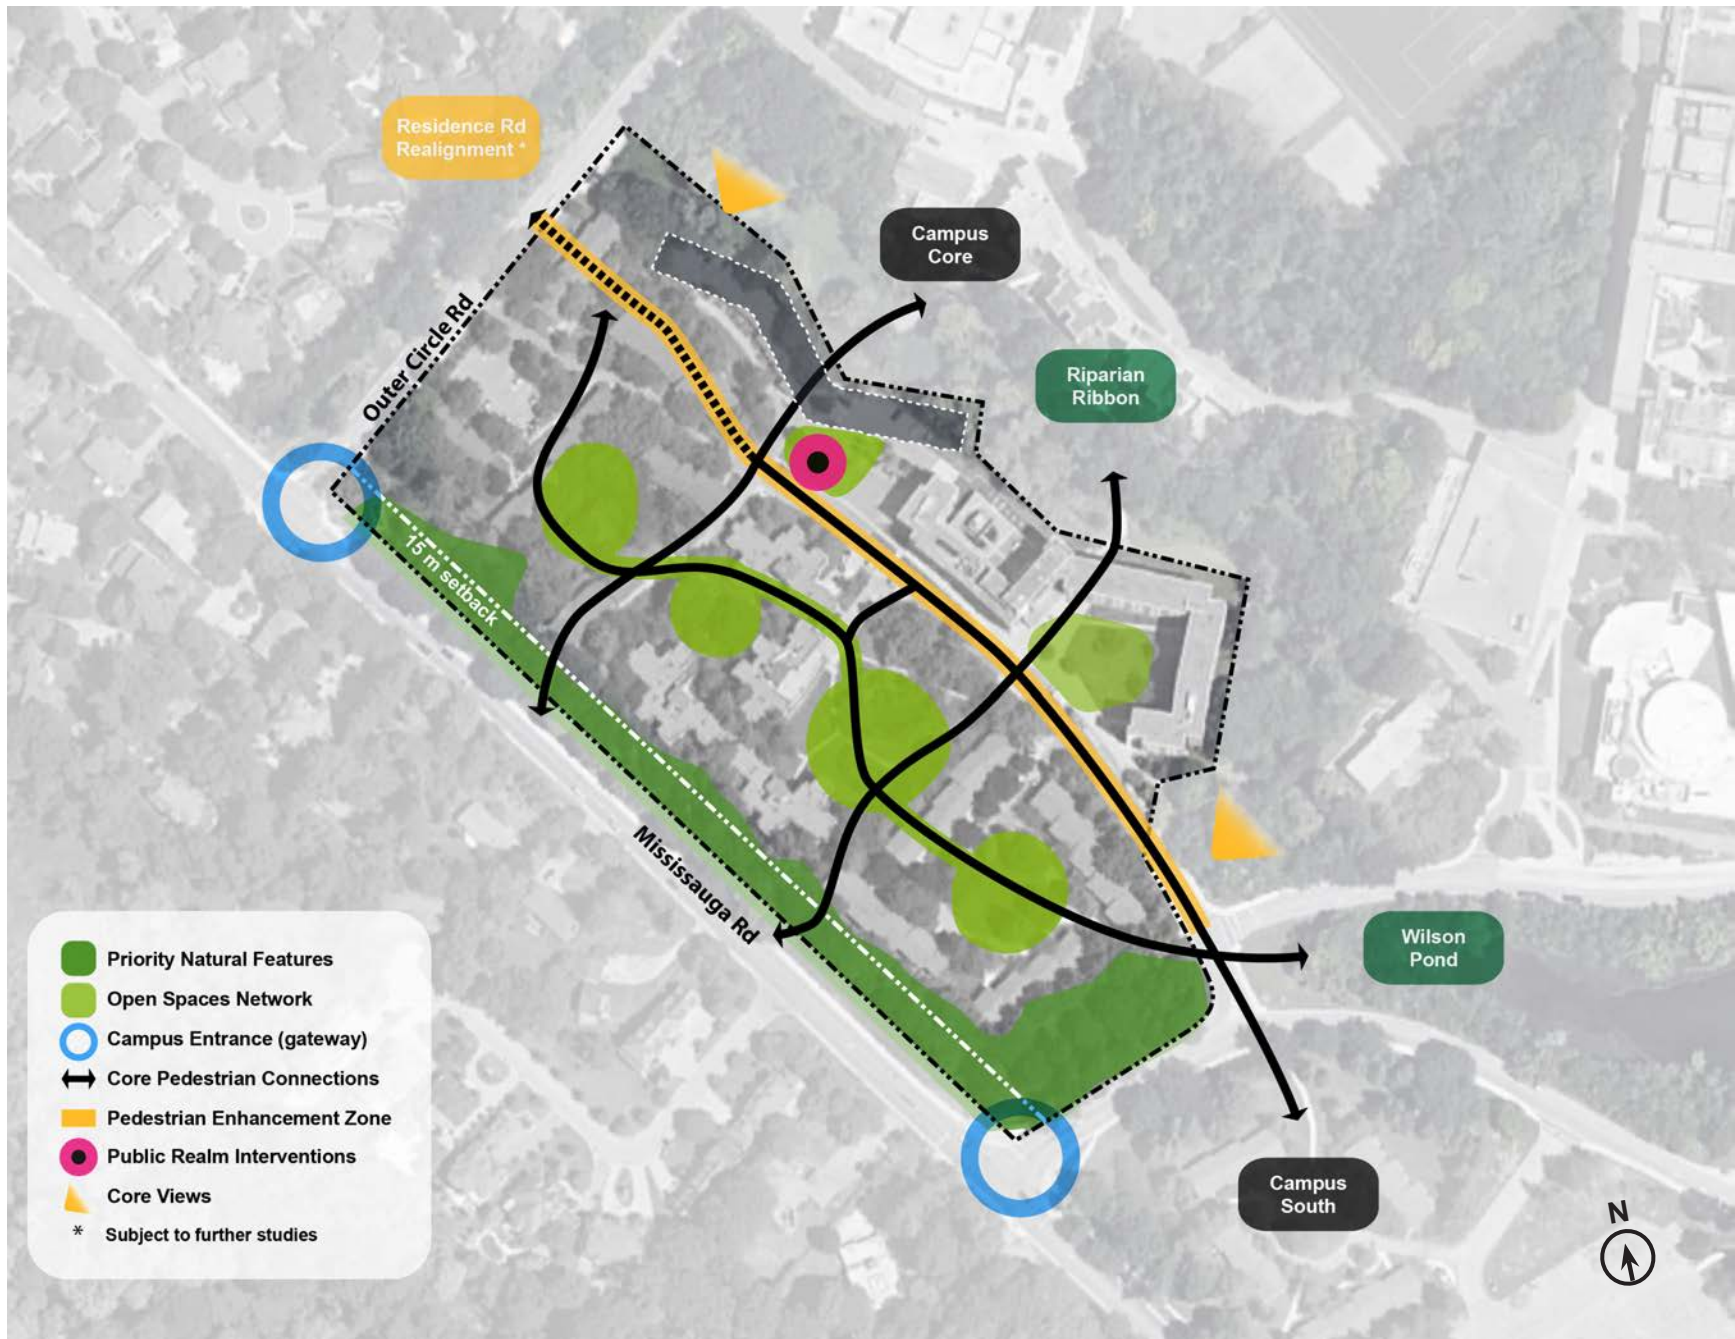 Residence Rd
Realignment *
Campus
Core
Outer Circle Rd
Riparian
Ribbon
15 m setback
Mississauga Rd
Wilson
Pond
Campus
South
Priority Natural Features
Open Spaces Network
Campus Entrance (gateway)
Core Pedestrian Connections
Pedestrian Enhancement Zone
Public Realm Interventions
Core Views
* Subject to further studies
N